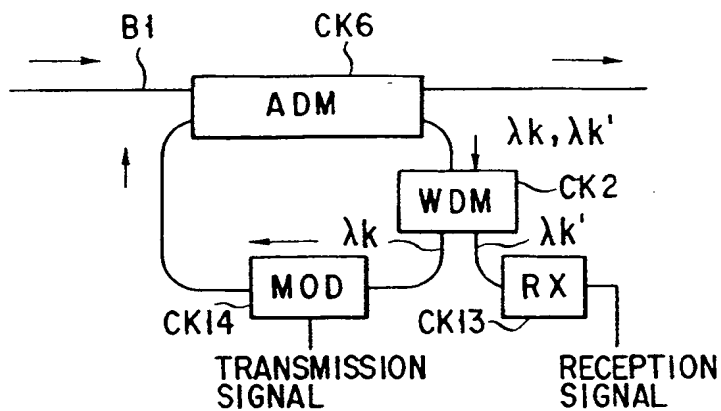 B1
CK6
ADM
λk, λk'
WDM
CK2
λk
λk'
MOD
RX
CK14
CK13
TRANSMISSION
SIGNAL
RECEPTION
SIGNAL